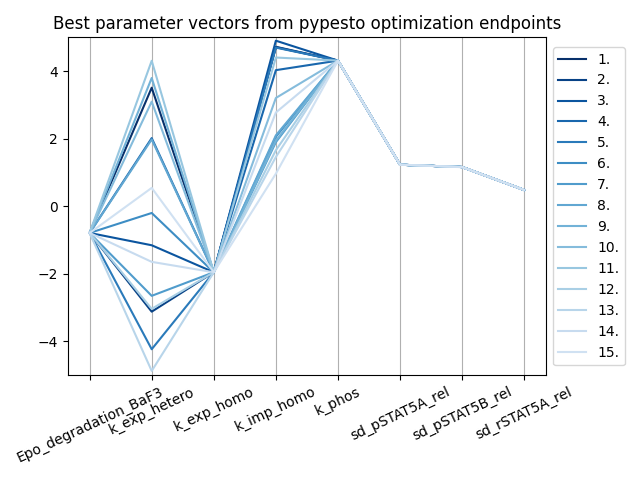 Best parameter vectors from pypesto optimization endpoints
4
2
0
−2
−4
Epo_degradation_BaF3
k_exp_hetero
k_exp_homo
k_imp_homo
k_phos
sd_pSTAT5A_rel
sd_pSTAT5B_rel
sd_rSTAT5A_rel
1.
2.
3.
4.
5.
6.
7.
8.
9.
10.
11.
12.
13.
14.
15.